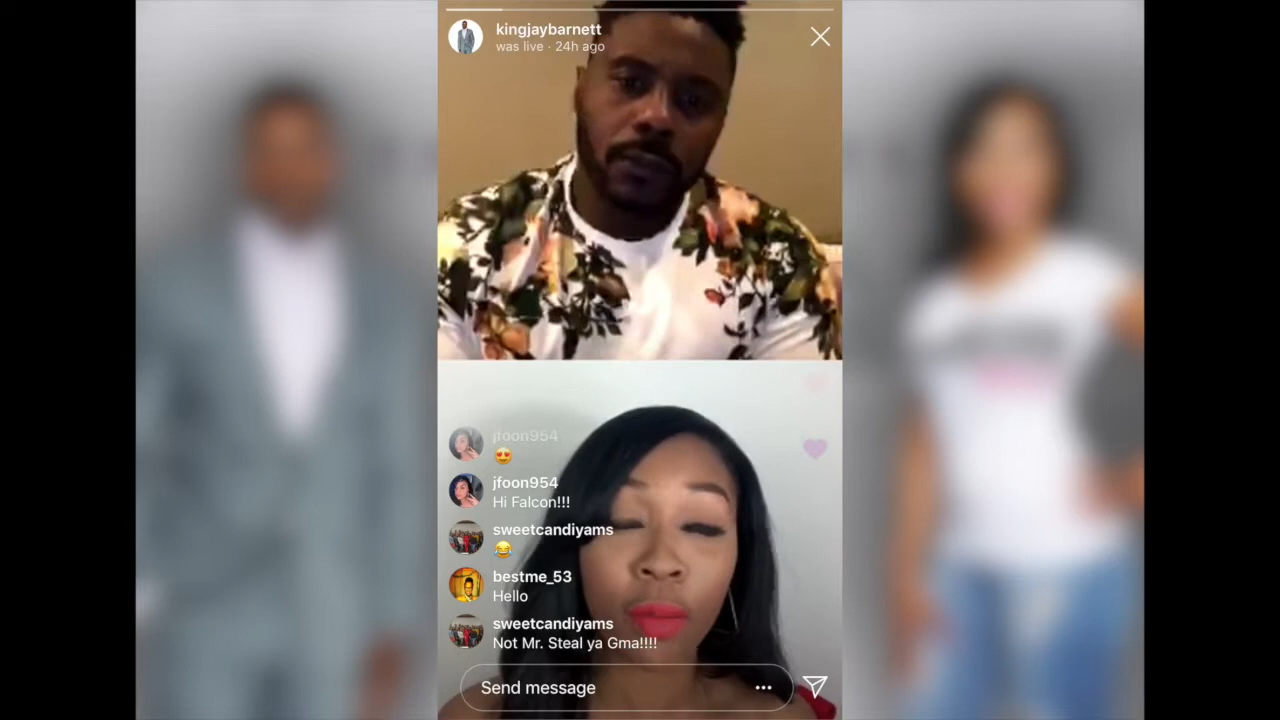 kingjaybarnett
was live · 24h ago
jfoon954
😍
jfoon954
Hi Falcon!!!
sweetcandiyams
😂
bestme_53
Hello
sweetcandiyams
Not Mr. Steal ya Gma!!!!
Send message